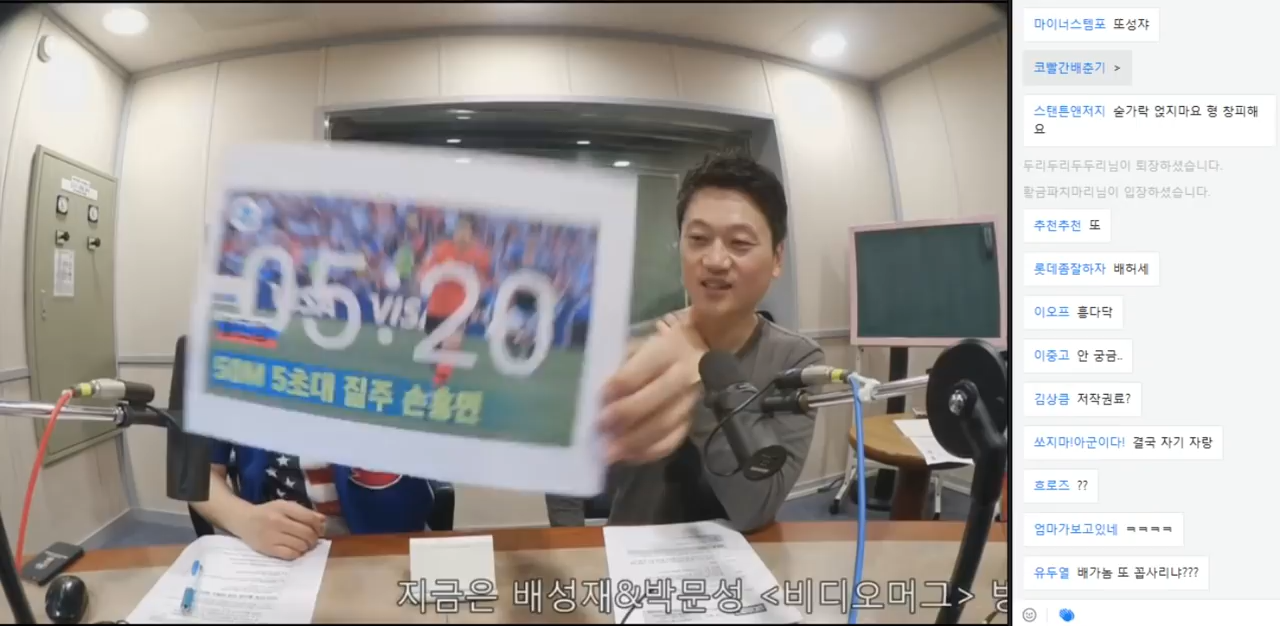 -05:20
VIS
50M 5초대 질주 손흥민
지금은 배성재&박문성 <비디오머그> 방
마이너스템포 또성쟈
코빨간배춘기 >
스탠튼앤저지 숟가락 얹지마요 형 창피해
요
두리두리두두리님이 퇴장하셨습니다.
황금파치마리님이 입장하셨습니다.
추천추천 또
롯데좀잘하자 배허세
이오프 흥다닥
이중고 안 궁금..
김상큼 저작권료?
쏘지마!아군이다! 결국 자기 자랑
흐로즈 ??
엄마가보고있네 ㅋㅋㅋㅋ
유두열 배가놈 또 꼽사리냐???